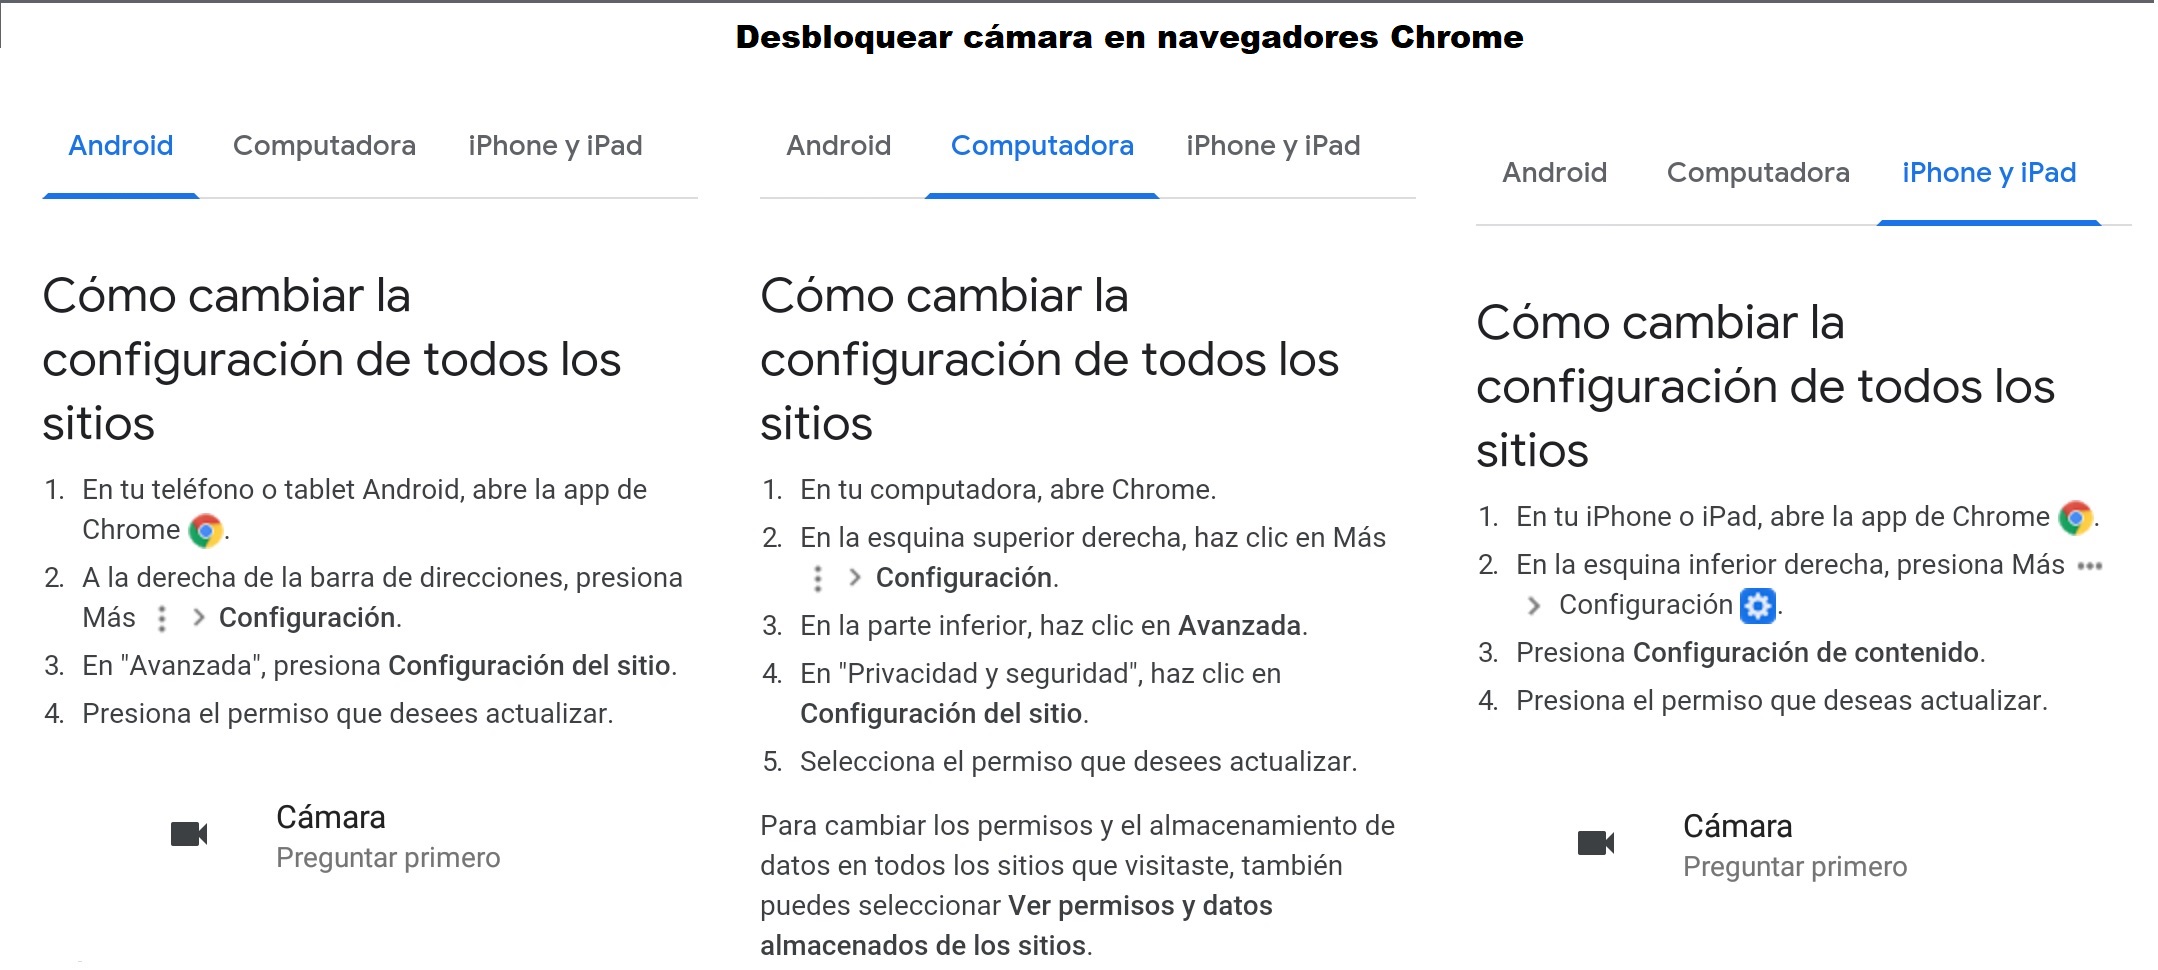 Desbloquear cámara en navegadores Chrome
Android Computadora iPhone y iPad
Cómo cambiar la
configuración de todos los
sitios
1. En tu teléfono o tablet Android, abre la app de
Chrome .
2. A la derecha de la barra de direcciones, presiona
Más > Configuración.
3. En "Avanzada", presiona Configuración del sitio.
4. Presiona el permiso que desees actualizar.
Cámara
Preguntar primero
Android Computadora iPhone y iPad
Cómo cambiar la
configuración de todos los
sitios
1. En tu computadora, abre Chrome.
2. En la esquina superior derecha, haz clic en Más
> Configuración.
3. En la parte inferior, haz clic en Avanzada.
4. En "Privacidad y seguridad", haz clic en
Configuración del sitio.
5. Selecciona el permiso que desees actualizar.
Para cambiar los permisos y el almacenamiento de
datos en todos los sitios que visitaste, también
puedes seleccionar Ver permisos y datos
almacenados de los sitios.
Android Computadora iPhone y iPad
Cómo cambiar la
configuración de todos los
sitios
1. En tu iPhone o iPad, abre la app de Chrome .
2. En la esquina inferior derecha, presiona Más
> Configuración .
3. Presiona Configuración de contenido.
4. Presiona el permiso que deseas actualizar.
Cámara
Preguntar primero